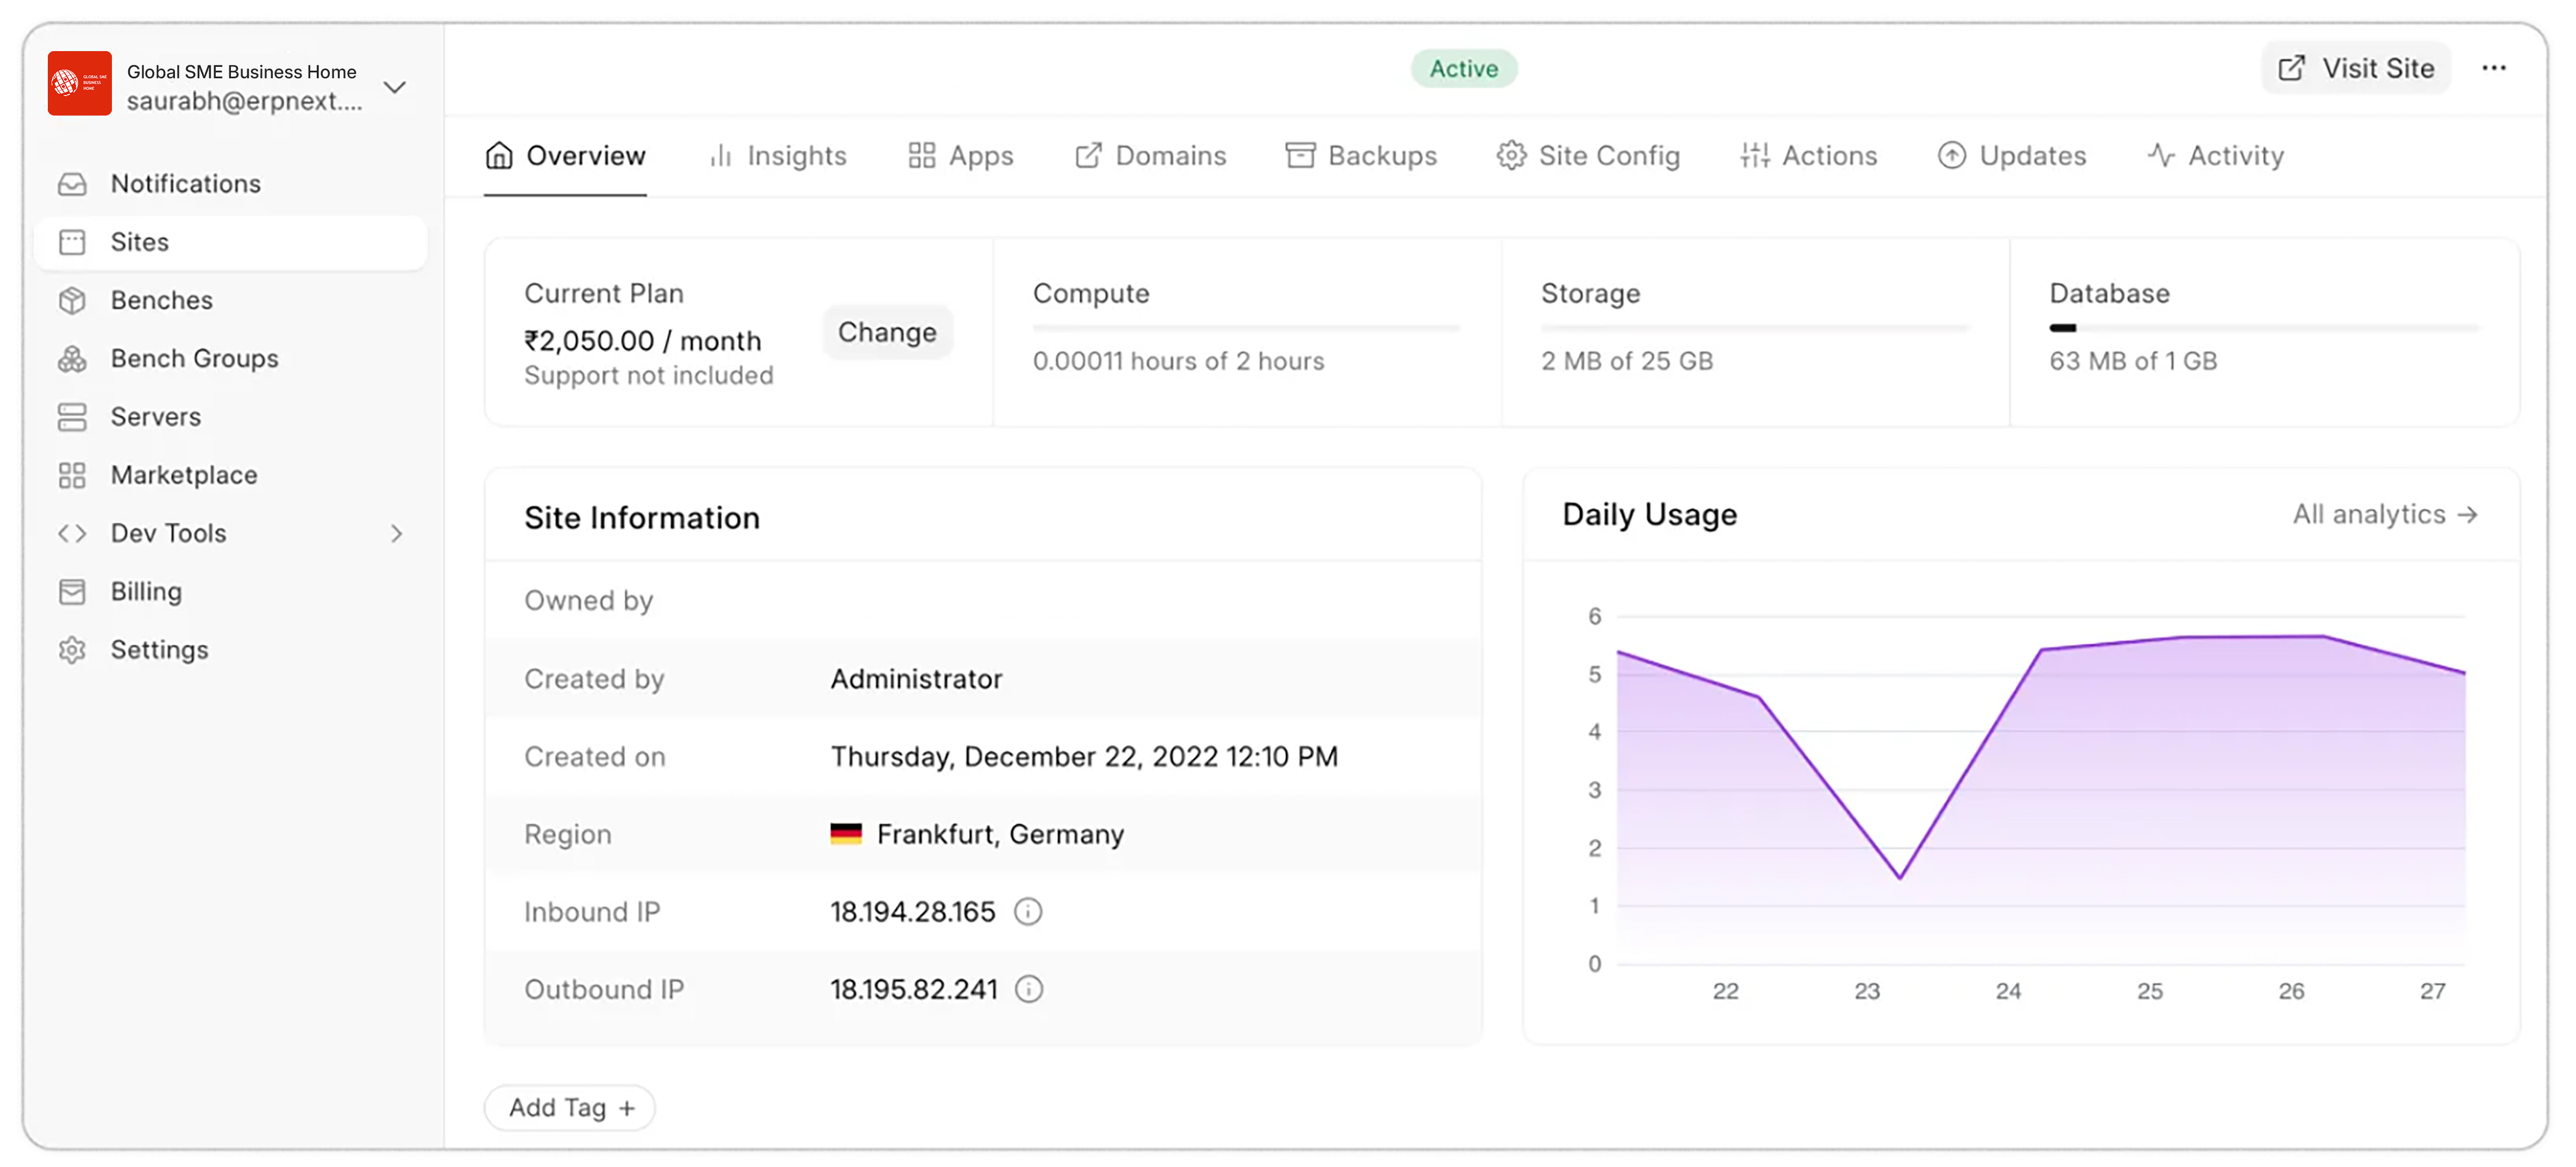 GLOBAL SME
BUSINESS
HOME
Global SME Business Home
saurabh@erpnext....
Notifications
Sites
Benches
Bench Groups
Servers
Marketplace
Dev Tools
Billing
Settings
Active
Visit Site
Overview
Insights
Apps
Domains
Backups
Site Config
Actions
Updates
Activity
Current Plan
₹2,050.00 / month
Support not included
Change
Compute
0.00011 hours of 2 hours
Storage
2 MB of 25 GB
Database
63 MB of 1 GB
Site Information
Owned by
Created by Administrator
Created on Thursday, December 22, 2022 12:10 PM
Region Frankfurt, Germany
Inbound IP 18.194.28.165
Outbound IP 18.195.82.241
Daily Usage
All analytics →
6
5
4
3
2
1
0
22 23 24 25 26 27
Add Tag +